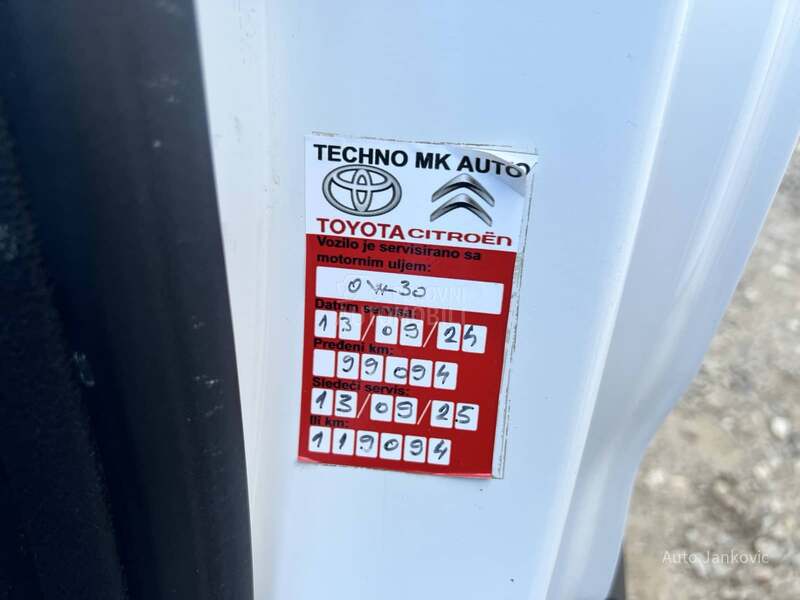 TECHNO MK AUTO
TOYOTA CITROËN
Vozilo je servisirano sa
motornim uljem:
0W-30
Datum servisa:
13/09/24
Pređeni km:
99094
Sledeći servis:
13/09/25
Ili km:
119094
Auto Jankovic